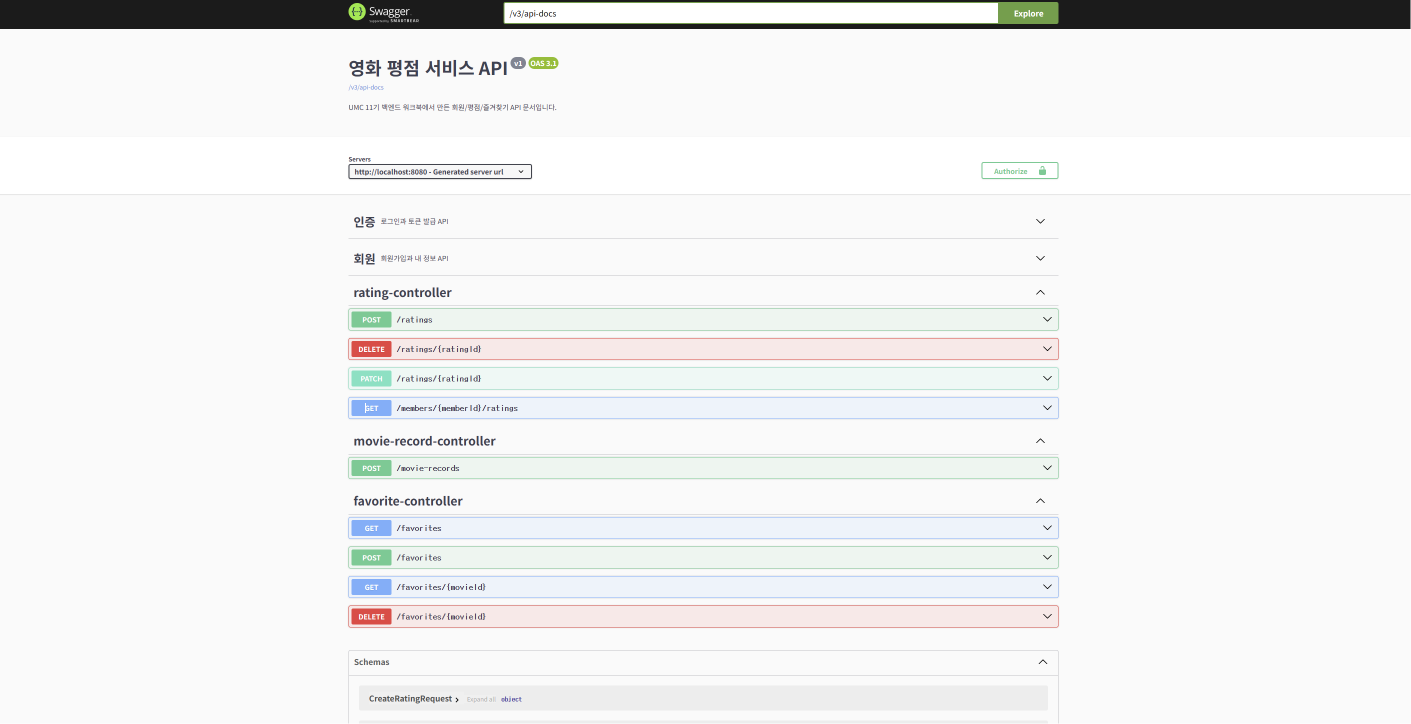 Swagger
Supported by SMARTBEAR
/v3/api-docs
Explore
영화 평점 서비스 API v1 OAS 3.1
/v3/api-docs
UMC 11기 백엔드 워크북에서 만든 회원/평점/즐겨찾기 API 문서입니다.
Servers
http://localhost:8080 - Generated server url
Authorize
인증 로그인과 토큰 발급 API
회원 회원가입과 내 정보 API
rating-controller
POST /ratings
DELETE /ratings/{ratingId}
PATCH /ratings/{ratingId}
GET /members/{memberId}/ratings
movie-record-controller
POST /movie-records
favorite-controller
GET /favorites
POST /favorites
GET /favorites/{movieId}
DELETE /favorites/{movieId}
Schemas
CreateRatingRequest Expand all object